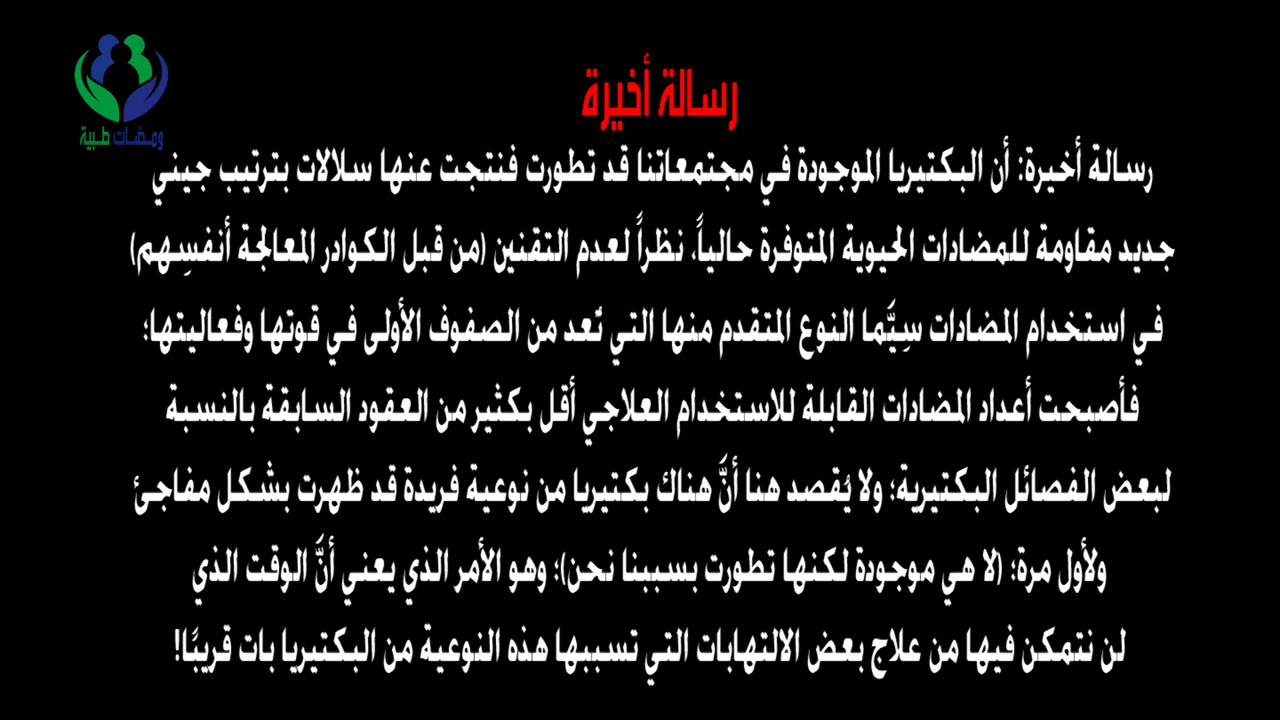 ومضات طبية
رسالة أخيرة
رسالة أخيرة: أن البكتيريا الموجودة في مجتمعاتنا قد تطورت فنتجت عنها سلالات بترتيب جيني
جديد مقاومة للمضادات الحيوية المتوفرة حالياً، نظراً لعدم التقنين (من قبل الكوادر المعالجة أنفسِهم)
في استخدام المضادات سِيَّما النوع المتقدم منها التي تُعد من الصفوف الأولى في قوتها وفعاليتها؛
فأصبحت أعداد المضادات القابلة للاستخدام العلاجي أقل بكثير من العقود السابقة بالنسبة
لبعض الفصائل البكتيرية؛ ولا يُقصد هنا أنَّ هناك بكتيريا من نوعية فريدة قد ظهرت بشكل مفاجئ
ولأول مرة؛ (لا هي موجودة لكنها تطورت بسببنا نحن)؛ وهو الأمر الذي يعني أنَّ الوقت الذي
لن نتمكن فيها من علاج بعض الالتهابات التي تسببها هذه النوعية من البكتيريا بات قريبًا!